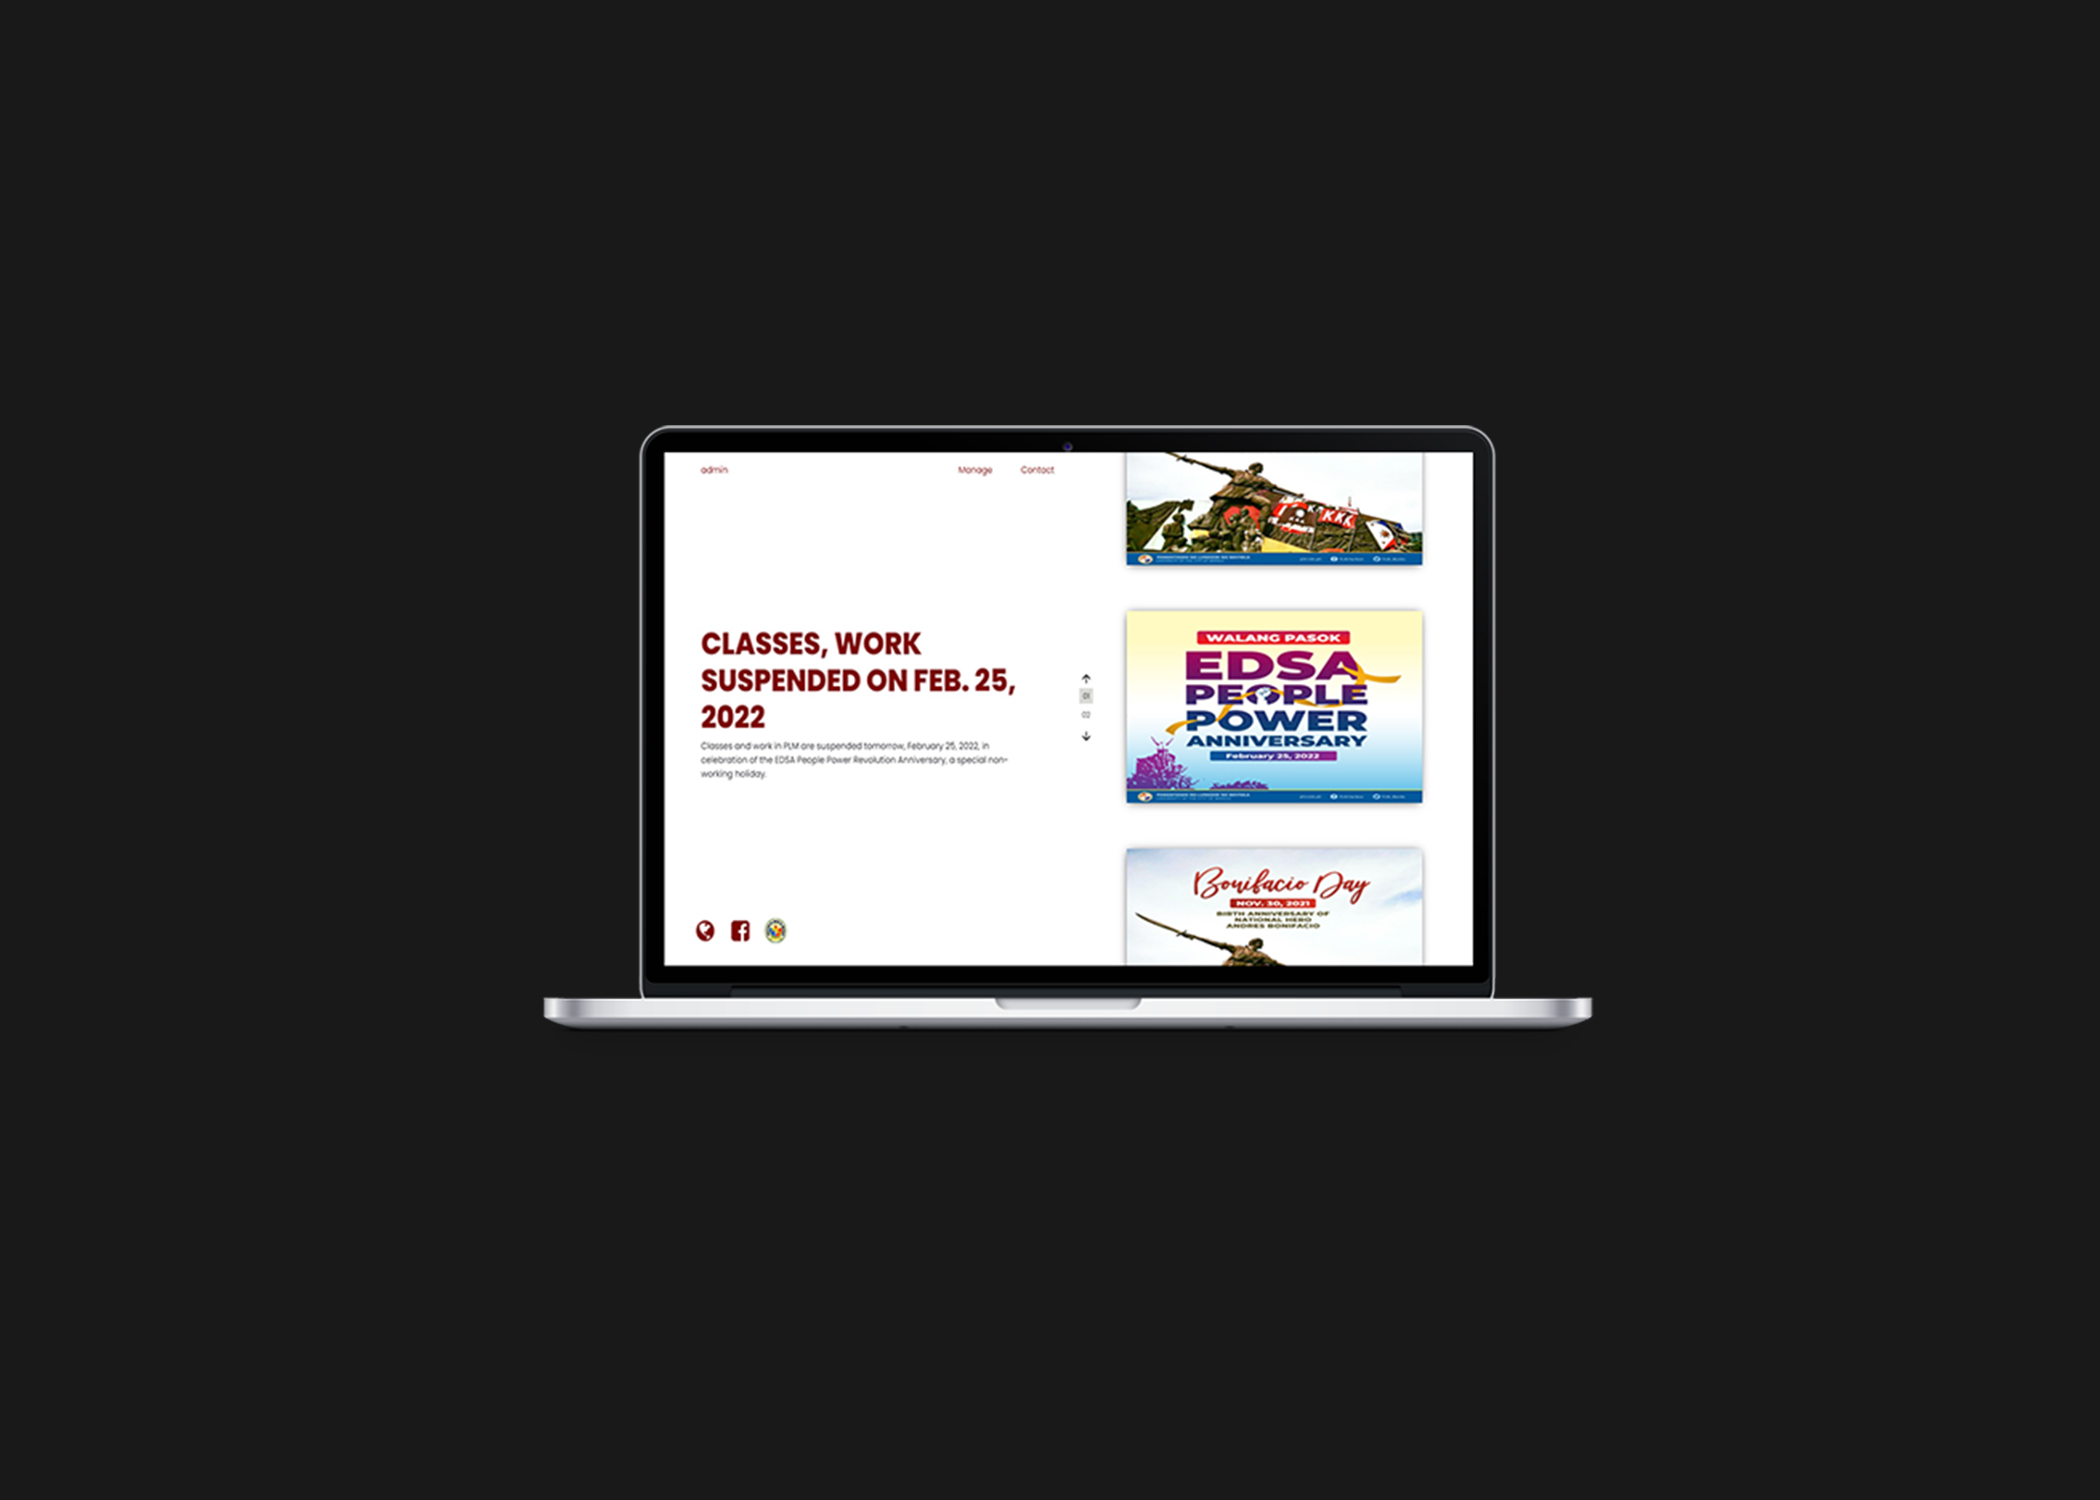 admin
Manage
Contact
CLASSES, WORK
SUSPENDED ON FEB. 25,
2022
Classes and work in PLM are suspended tomorrow, February 25, 2022, in
celebration of the EDSA People Power Revolution Anniversary, a special non-
working holiday.
01
02
KKK
WALANG PASOK
EDSA
PEOPLE
POWER
ANNIVERSARY
February 25, 2022
Bonifacio Day
NOV. 30, 2021
BIRTH ANNIVERSARY OF
NATIONAL HERO
ANDRES BONIFACIO